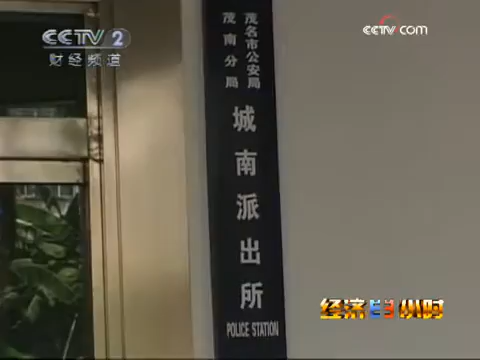 CCTV 2
财经频道
CCTV.com
茂名市公安局
茂南分局
城南派出所
POLICE STATION
经济半小时